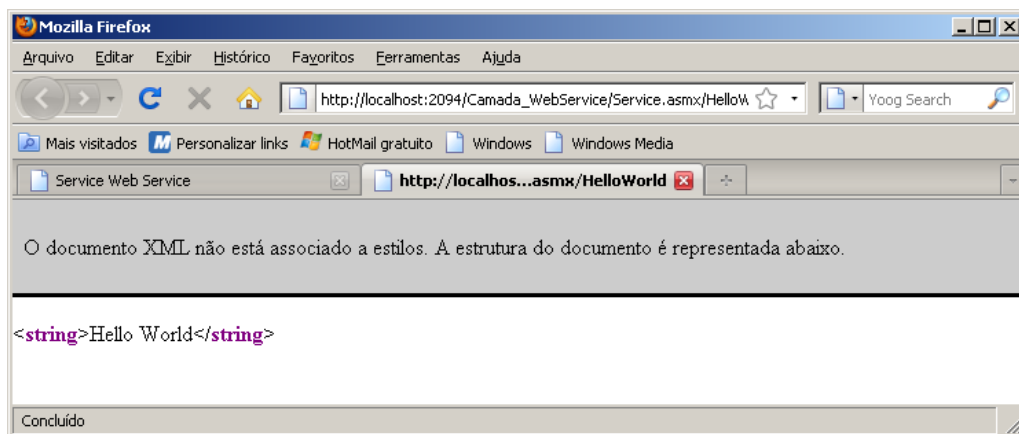 Mozilla Firefox
Arquivo Editar Exibir Histórico Favoritos Ferramentas Ajuda
http://localhost:2094/Camada_WebService/Service.asmx/HelloW Yoog Search
Mais visitados Personalizar links HotMail gratuito Windows Windows Media
Service Web Service http://localhos...asmx/HelloWorld
O documento XML não está associado a estilos. A estrutura do documento é representada abaixo.
<string>Hello World</string>
Concluído